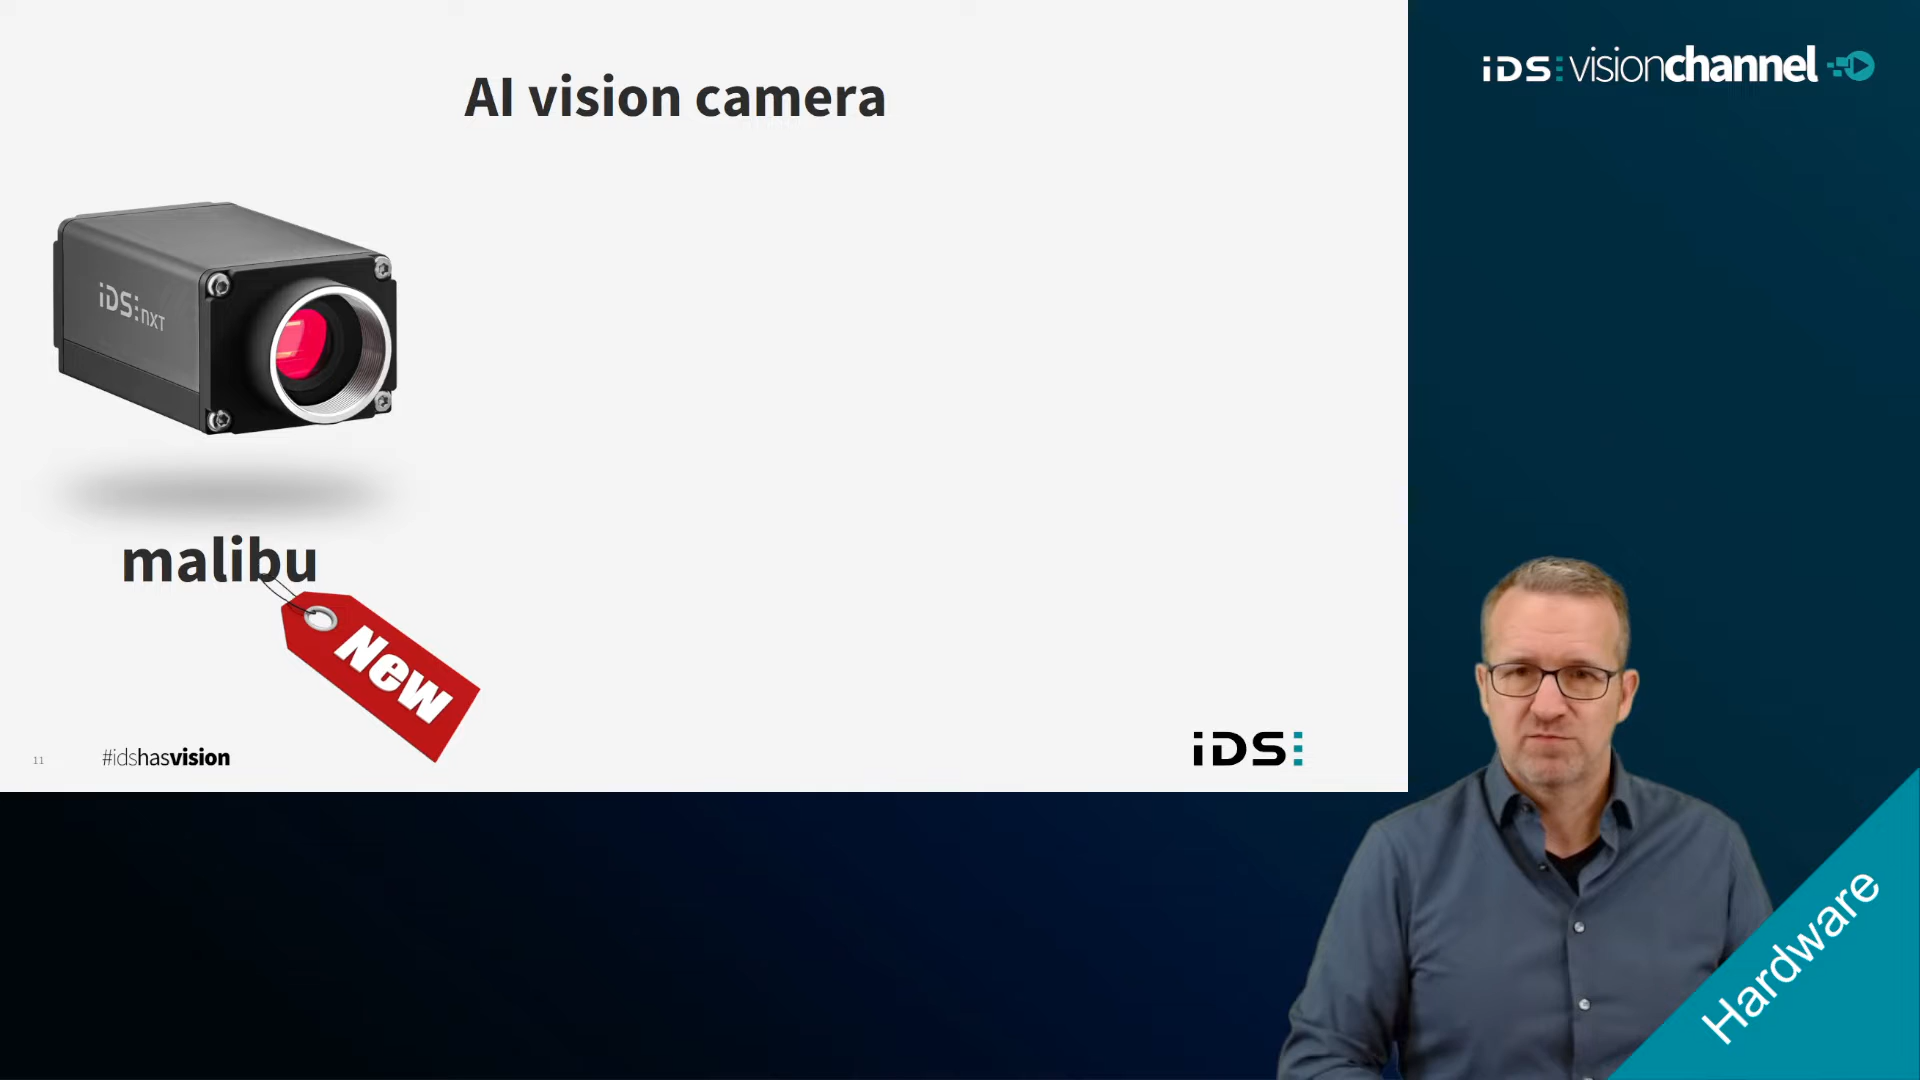 AI vision camera
iDS:visionchannel
iDS:nxt
malibu
New
11
#idshasvision
iDS:
Hardware